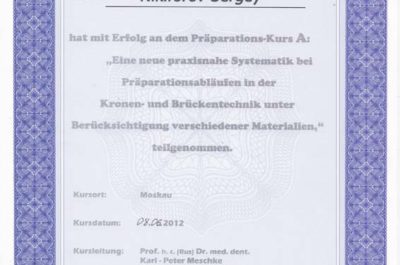 hat mit Erfolg an dem Präparations-Kurs A:
„Eine neue praxisnahe Systematik bei
Präparationsabläufen in der
Kronen- und Brückentechnik unter
Berücksichtigung verschiedener Materialien,"
teilgenommen.
Kursort: Moskau
Kursdatum: 08.06.2012
Kursleitung: Prof. h. c. (Rus) Dr. med. dent.
Karl - Peter Meschke